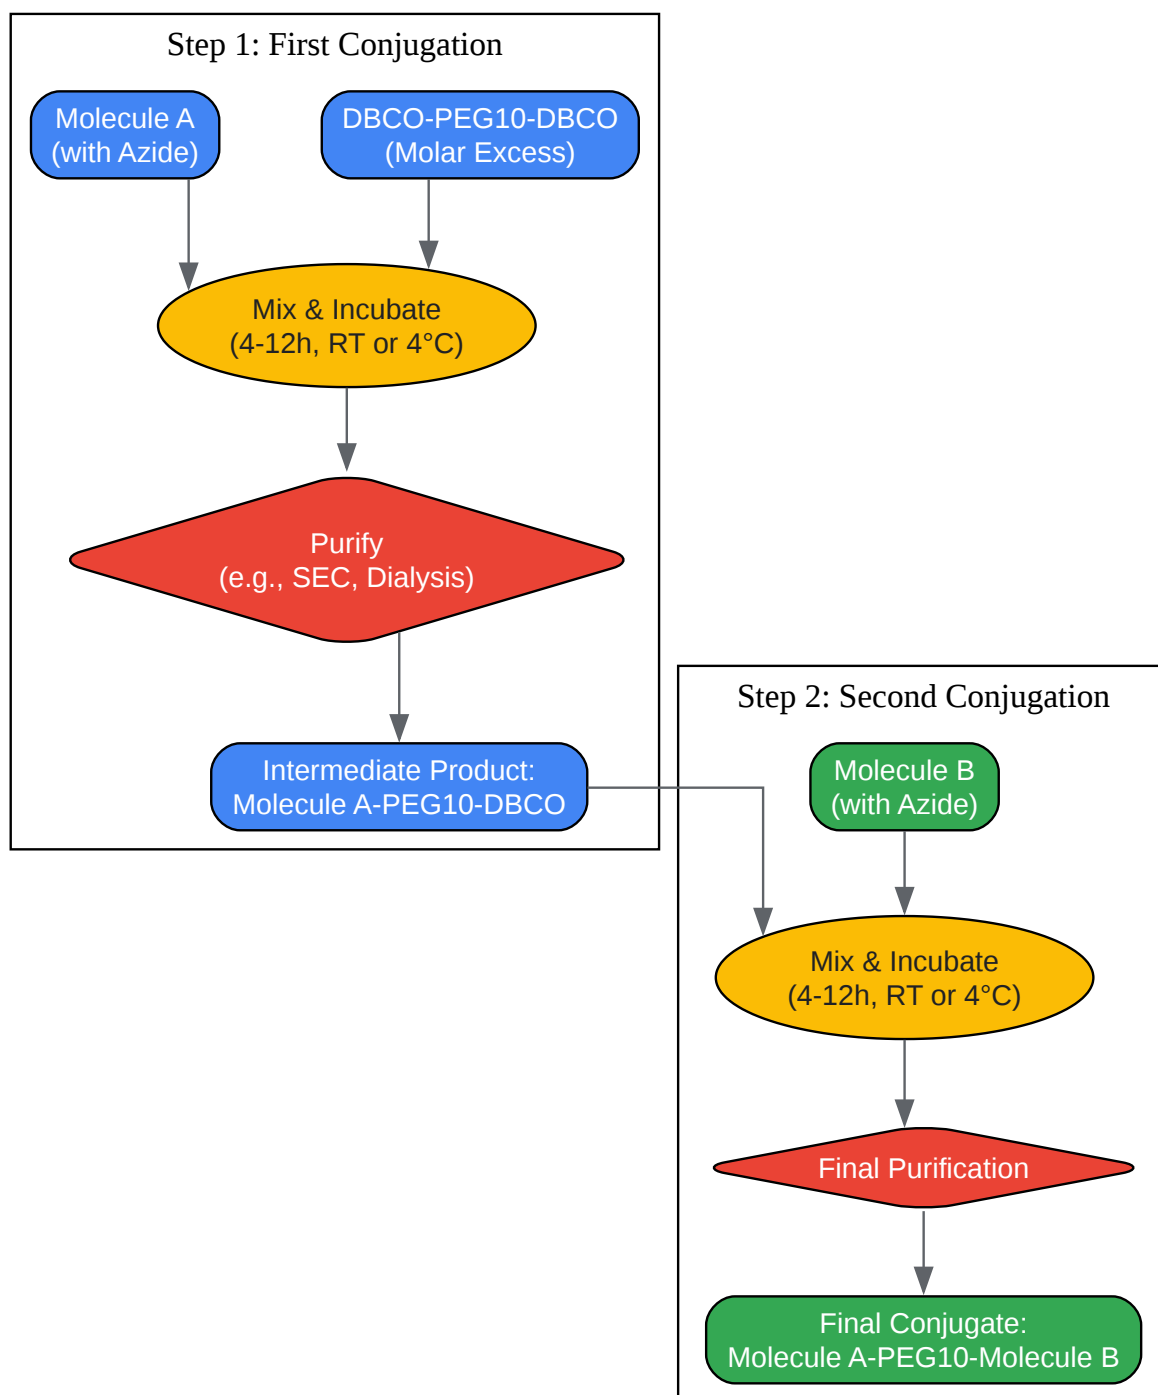 Step 1: First Conjugation
Molecule A
(with Azide)
DBCO-PEG10-DBCO
(Molar Excess)
Mix & Incubate
(4-12h, RT or 4°C)
Purify
(e.g., SEC, Dialysis)
Intermediate Product:
Molecule A-PEG10-DBCO
Step 2: Second Conjugation
Molecule B
(with Azide)
Mix & Incubate
(4-12h, RT or 4°C)
Final Purification
Final Conjugate:
Molecule A-PEG10-Molecule B